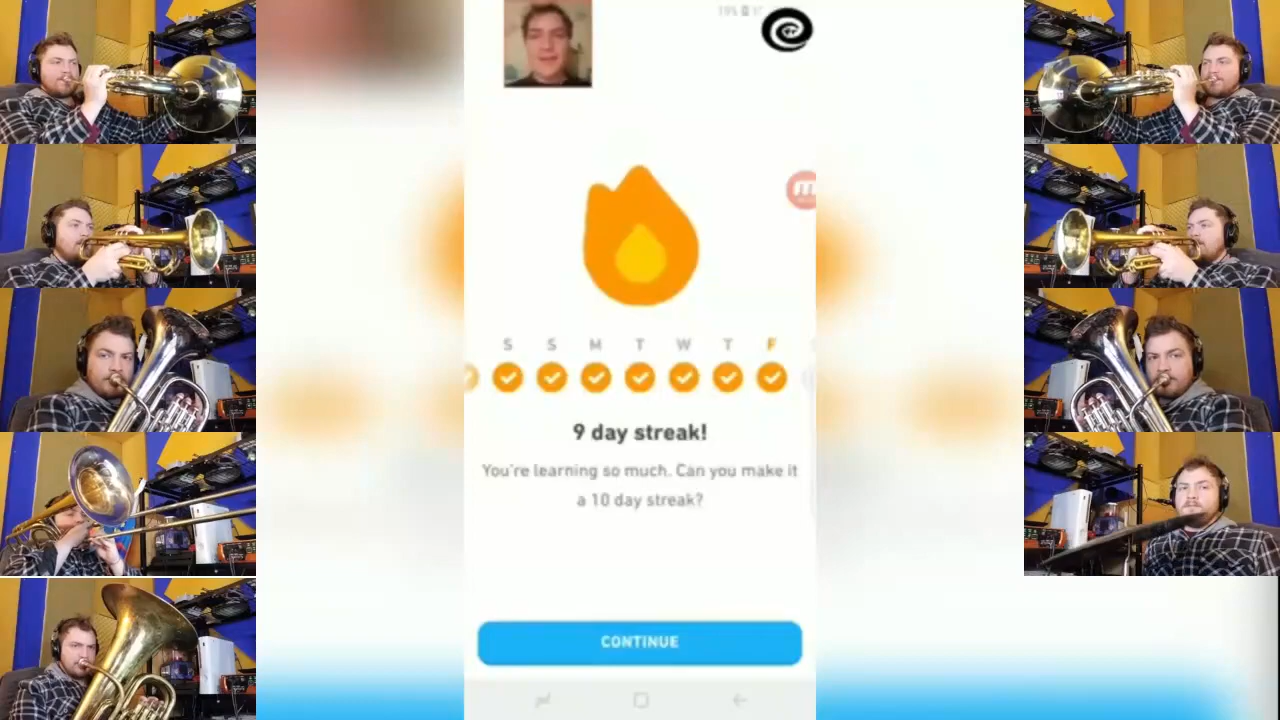 S S M T W T F
9 day streak!
You're learning so much. Can you make it
a 10 day streak?
CONTINUE